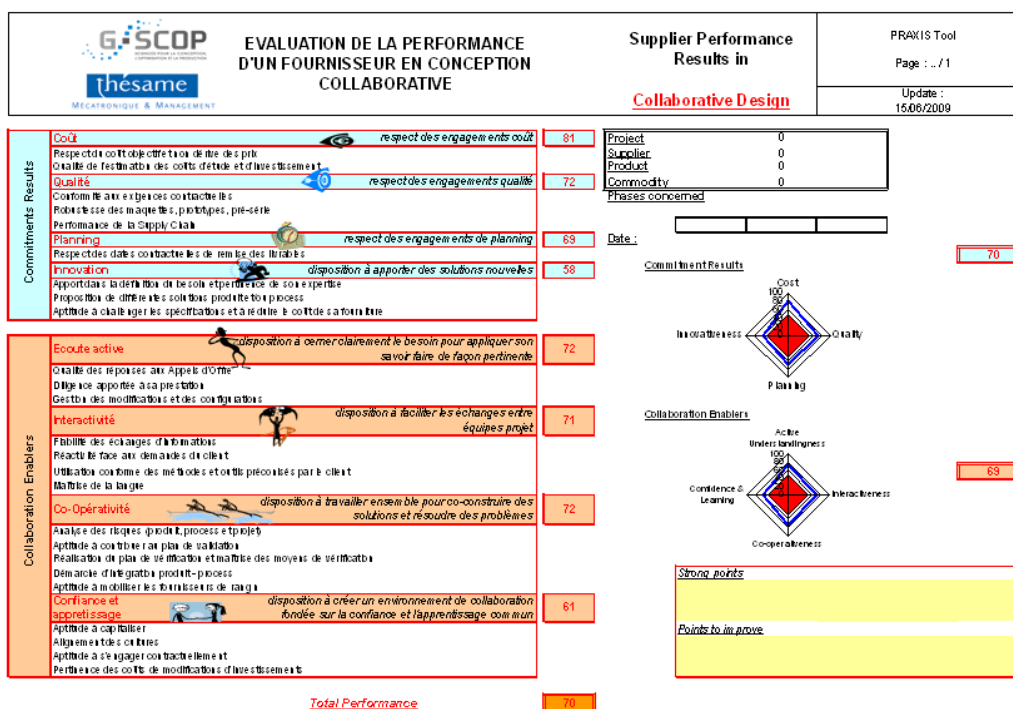 G-SCOP
SCIENCES POUR LA CONCEPTION,
L'OPTIMISATION ET LA PRODUCTION
thésame
MÉCATRONIQUE & MANAGEMENT
EVALUATION DE LA PERFORMANCE
D'UN FOURNISSEUR EN CONCEPTION
COLLABORATIVE
Supplier Performance
Results in
Collaborative Design
PRAXIS Tool
Page : .. / 1
Update :
15/06/2009
Commitments Results
Coût respect des engagements coût 81
Respect du coût objectif et non dérive des prix
Qualité de l'estimation des coûts d'étude et d'investissement
Qualité respect des engagements qualité 72
Conformité aux exigences contractuelles
Robustesse des maquettes, prototypes, pré-série
Performance de la Supply Chain
Planning respect des engagements de planning 69
Respect des dates contractuelles de remise des livrables
Innovation disposition à apporter des solutions nouvelles 58
Apport dans la définition du besoin et pertinence de son expertise
Proposition de différentes solutions produit et/ou process
Aptitude à challenger les spécifications et à réduire le coût de sa fourniture
Collaboration Enablers
Ecoute active disposition à cerner clairement le besoin pour appliquer son
savoir faire de façon pertinente 72
Qualité des réponses aux Appels d'Offre
Diligence apportée à sa prestation
Gestion des modifications et des configurations
Interactivité disposition à faciliter les échanges entre
équipes projet 71
Fiabilité des échanges d'informations
Réactivité face aux demandes du client
Utilisation conforme des méthodes et outils préconisés par le client
Maîtrise de la langue
Co-Opérativité disposition à travailler ensemble pour co-construire des
solutions et résoudre des problèmes 72
Analyse des risques (produit, process et projet)
Aptitude à contribuer au plan de validation
Réalisation du plan de vérification et maîtrise des moyens de vérification
Démarche d'intégration produit-process
Aptitude à mobiliser les fournisseurs de rang n
Confiance et
appretissage disposition à créer un environnement de collaboration
fondée sur la confiance et l'apprentissage commun 61
Aptitude à capitaliser
Alignement des cultures
Aptitude à s'engager contractuellement
Pertinence des coûts de modifications d'investissements
Total Performance 70
Project 0
Supplier 0
Product 0
Commodity 0
Phases concerned
Date :
70
Commitment Results
Cost
100
80
Innovativeness
Quality
Planning
Collaboration Enablers
Active
Understandingness
100
80
69
Confidence &
Learning
Interactiveness
Co-operativeness
Strong points
Points to improve